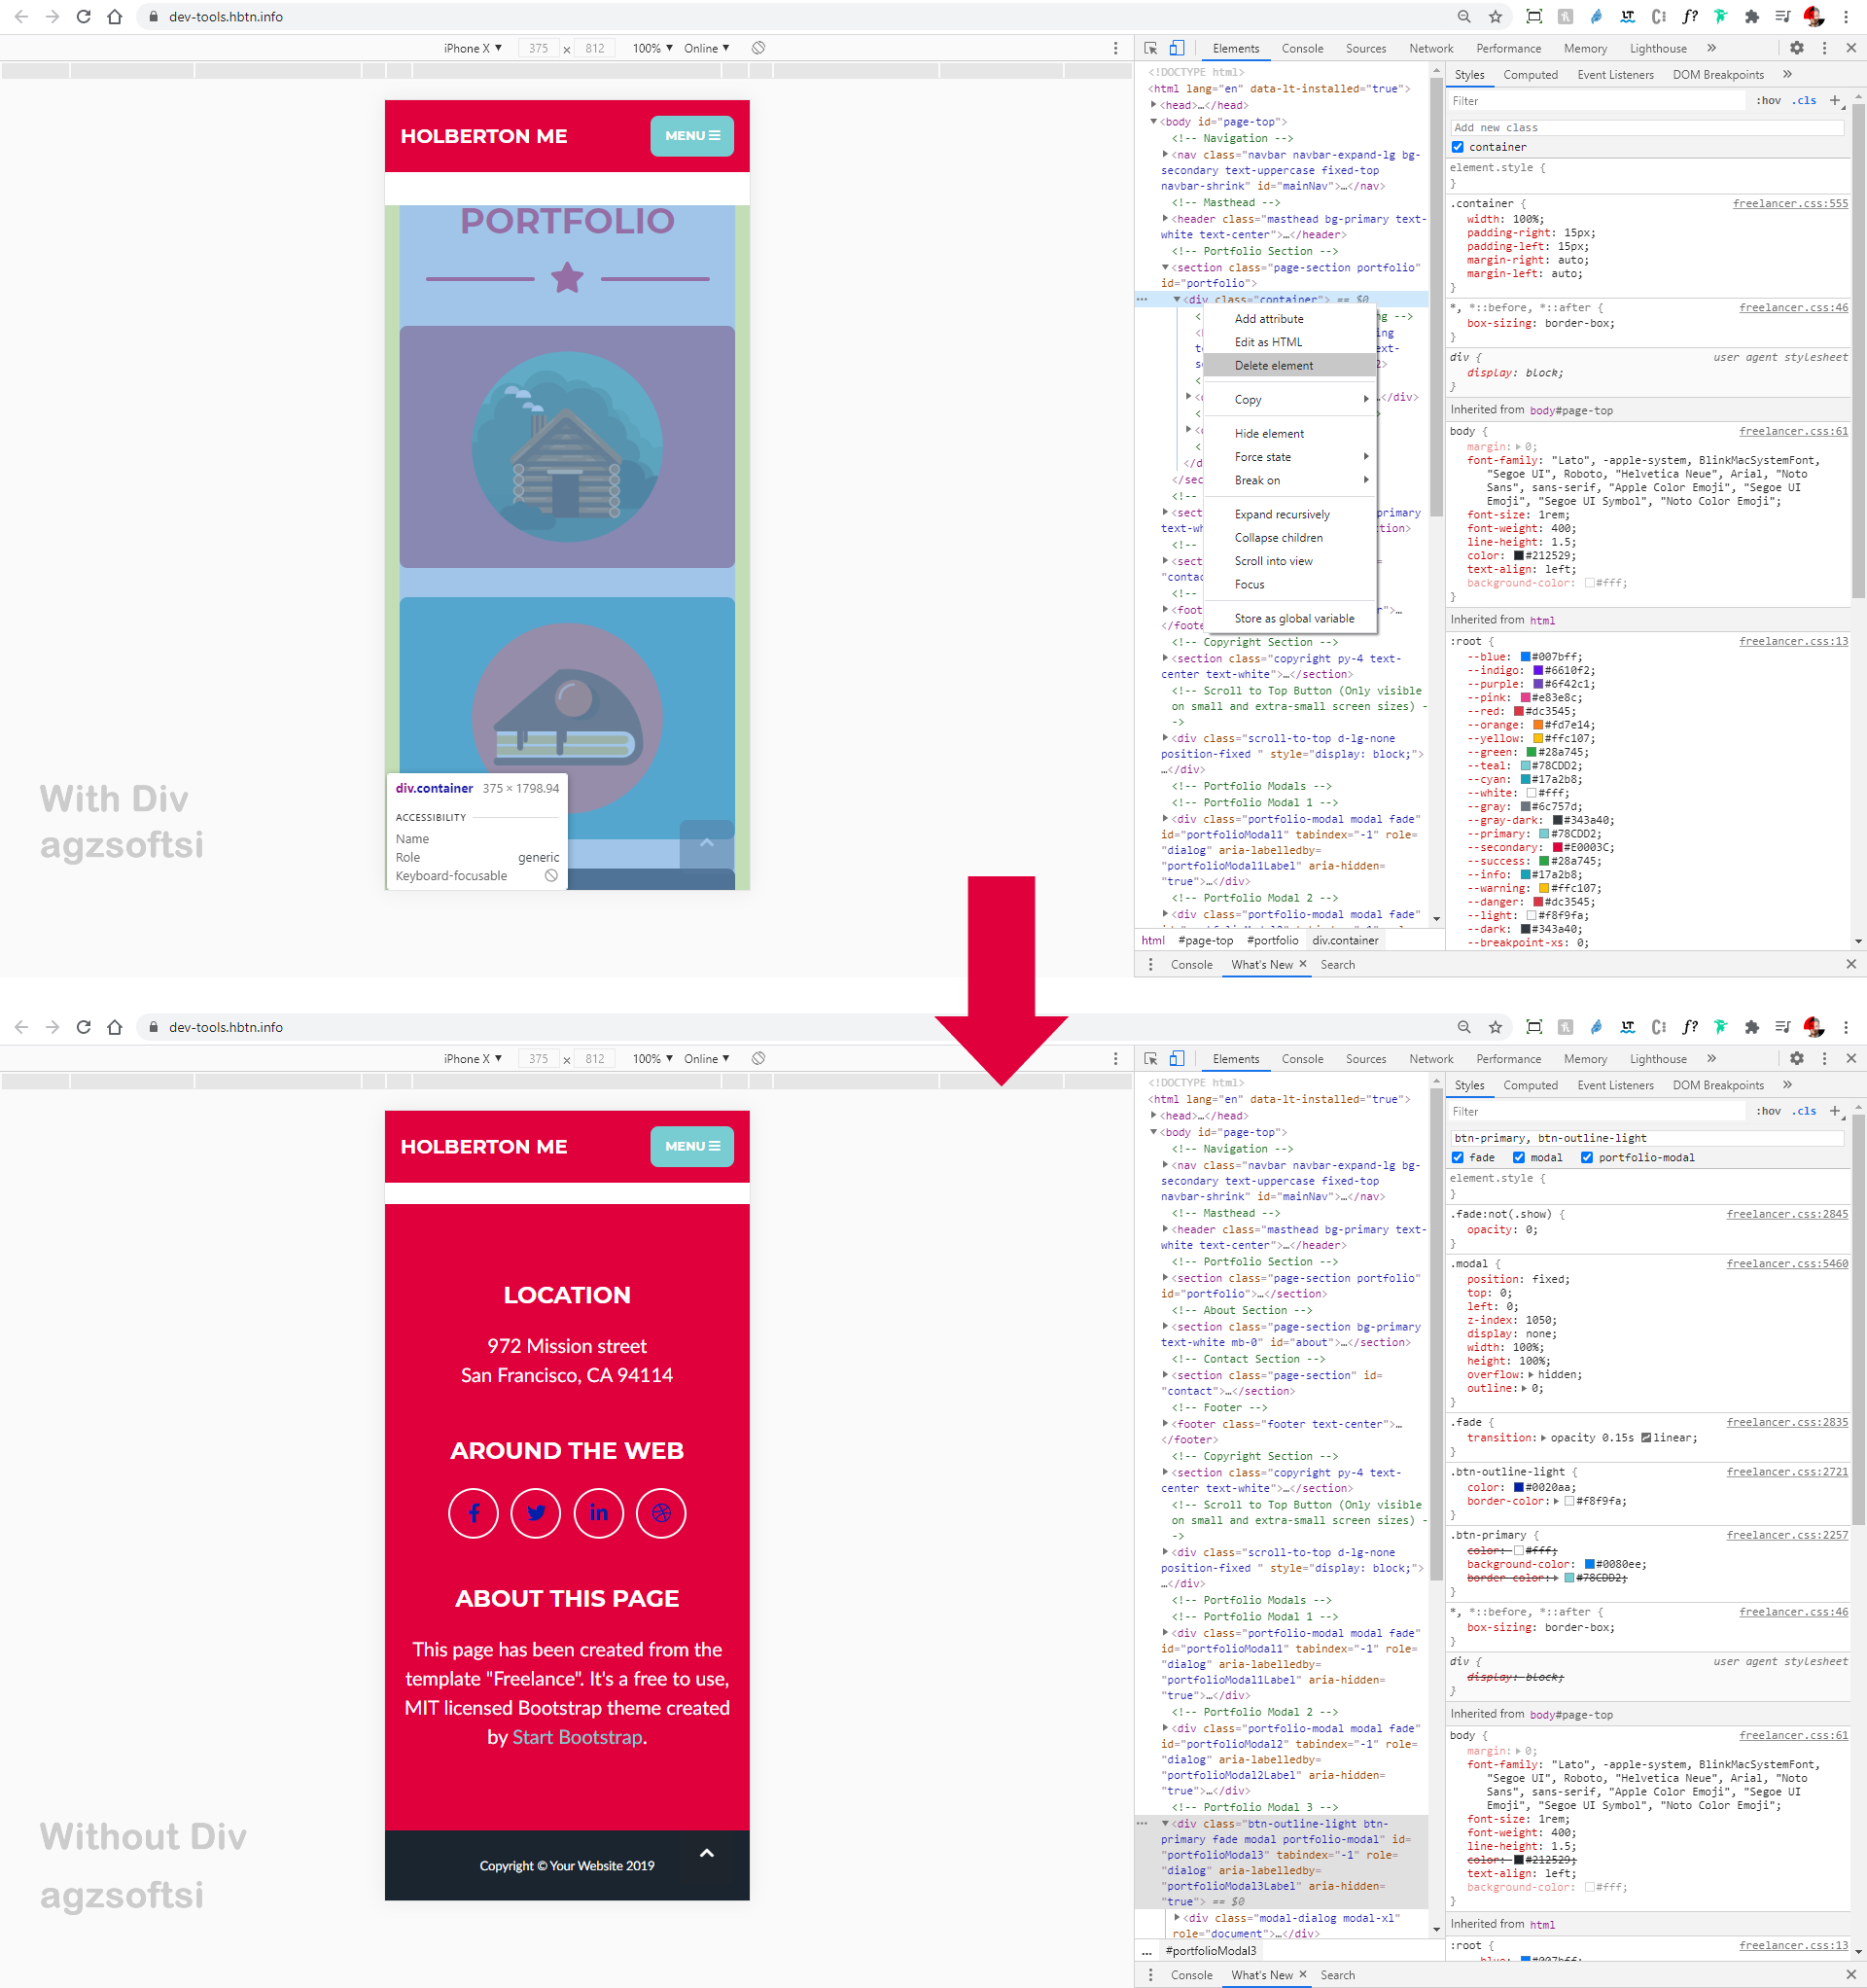 dev-tools.hbtn.info
iPhone X ▼ 375 x 812 100% ▼ Online ▼
Elements Console Sources Network Performance Memory Lighthouse »
HOLBERTON ME
MENU
PORTFOLIO
With Div
agzsoftsi
div.container 375 × 1798.94
ACCESSIBILITY
Name
Role generic
Keyboard-focusable
<!DOCTYPE html>
<html lang="en" data-lt-installed="true">
<head>…</head>
<body id="page-top">
<!-- Navigation -->
<nav class="navbar navbar-expand-lg bg-
secondary text-uppercase fixed-top
navbar-shrink" id="mainNav">…</nav>
<!-- Masthead -->
<header class="masthead bg-primary text-
white text-center">…</header>
<!-- Portfolio Section -->
<section class="page-section portfolio"
id="portfolio">
<div class="container"> == $0
Add attribute
Edit as HTML
Delete element
Copy
Hide element
Force state
Break on
Expand recursively
Collapse children
Scroll into view
Focus
Store as global variable
<!-- Copyright Section -->
<section class="copyright py-4 text-
center text-white">…</section>
<!-- Scroll to Top Button (Only visible
on small and extra-small screen sizes) -
->
<div class="scroll-to-top d-lg-none
position-fixed " style="display: block;">
…</div>
<!-- Portfolio Modals -->
<!-- Portfolio Modal 1 -->
<div class="portfolio-modal modal fade"
id="portfolioModal1" tabindex="-1" role=
"dialog" aria-labelledby=
"portfolioModal1Label" aria-hidden=
"true">…</div>
<!-- Portfolio Modal 2 -->
<div class="portfolio-modal modal fade"
html #page-top #portfolio div.container
Console What's New × Search
Styles Computed Event Listeners DOM Breakpoints »
Filter :hov .cls +
Add new class
container
element.style {
}
.container { freelancer.css:555
width: 100%;
padding-right: 15px;
padding-left: 15px;
margin-right: auto;
margin-left: auto;
}
*, *::before, *::after { freelancer.css:46
box-sizing: border-box;
}
div { user agent stylesheet
display: block;
}
Inherited from body#page-top
body { freelancer.css:61
margin: 0;
font-family: "Lato", -apple-system, BlinkMacSystemFont,
"Segoe UI", Roboto, "Helvetica Neue", Arial, "Noto
Sans", sans-serif, "Apple Color Emoji", "Segoe UI
Emoji", "Segoe UI Symbol", "Noto Color Emoji";
font-size: 1rem;
font-weight: 400;
line-height: 1.5;
color: #212529;
text-align: left;
background-color: #fff;
}
Inherited from html
:root { freelancer.css:13
--blue: #007bff;
--indigo: #6610f2;
--purple: #6f42c1;
--pink: #e83e8c;
--red: #dc3545;
--orange: #fd7e14;
--yellow: #ffc107;
--green: #28a745;
--teal: #78CDD2;
--cyan: #17a2b8;
--white: #fff;
--gray: #6c757d;
--gray-dark: #343a40;
--primary: #78CDD2;
--secondary: #E0003C;
--success: #28a745;
--info: #17a2b8;
--warning: #ffc107;
--danger: #dc3545;
--light: #f8f9fa;
--dark: #343a40;
--breakpoint-xs: 0;
dev-tools.hbtn.info
iPhone X ▼ 375 x 812 100% ▼ Online ▼
Elements Console Sources Network Performance Memory Lighthouse »
HOLBERTON ME
MENU
LOCATION
972 Mission street
San Francisco, CA 94114
AROUND THE WEB
ABOUT THIS PAGE
This page has been created from the
template "Freelance". It's a free to use,
MIT licensed Bootstrap theme created
by Start Bootstrap.
Copyright © Your Website 2019
Without Div
agzsoftsi
<!DOCTYPE html>
<html lang="en" data-lt-installed="true">
<head>…</head>
<body id="page-top">
<!-- Navigation -->
<nav class="navbar navbar-expand-lg bg-
secondary text-uppercase fixed-top
navbar-shrink" id="mainNav">…</nav>
<!-- Masthead -->
<header class="masthead bg-primary text-
white text-center">…</header>
<!-- Portfolio Section -->
<section class="page-section portfolio"
id="portfolio">…</section>
<!-- About Section -->
<section class="page-section bg-primary
text-white mb-0" id="about">…</section>
<!-- Contact Section -->
<section class="page-section" id=
"contact">…</section>
<!-- Footer -->
<footer class="footer text-center">…
</footer>
<!-- Copyright Section -->
<section class="copyright py-4 text-
center text-white">…</section>
<!-- Scroll to Top Button (Only visible
on small and extra-small screen sizes) -
->
<div class="scroll-to-top d-lg-none
position-fixed " style="display: block;">
…</div>
<!-- Portfolio Modals -->
<!-- Portfolio Modal 1 -->
<div class="portfolio-modal modal fade"
id="portfolioModal1" tabindex="-1" role=
"dialog" aria-labelledby=
"portfolioModal1Label" aria-hidden=
"true">…</div>
<!-- Portfolio Modal 2 -->
<div class="portfolio-modal modal fade"
id="portfolioModal2" tabindex="-1" role=
"dialog" aria-labelledby=
"portfolioModal2Label" aria-hidden=
"true">…</div>
<!-- Portfolio Modal 3 -->
<div class="btn-outline-light btn-
primary fade modal portfolio-modal" id=
"portfolioModal3" tabindex="-1" role=
"dialog" aria-labelledby=
"portfolioModal3Label" aria-hidden=
"true"> == $0
<div class="modal-dialog modal-xl"
role="document">…</div>
... #portfolioModal3
Console What's New × Search
Styles Computed Event Listeners DOM Breakpoints »
Filter :hov .cls +
btn-primary, btn-outline-light
fade modal portfolio-modal
element.style {
}
.fade:not(.show) { freelancer.css:2845
opacity: 0;
}
.modal { freelancer.css:5460
position: fixed;
top: 0;
left: 0;
z-index: 1050;
display: none;
width: 100%;
height: 100%;
overflow: hidden;
outline: 0;
}
.fade { freelancer.css:2835
transition: opacity 0.15s linear;
}
.btn-outline-light { freelancer.css:2721
color: #0020aa;
border-color: #f8f9fa;
}
.btn-primary { freelancer.css:2257
color: #fff;
background-color: #0080ee;
border-color: #78CDD2;
}
*, *::before, *::after { freelancer.css:46
box-sizing: border-box;
}
div { user agent stylesheet
display: block;
}
Inherited from body#page-top
body { freelancer.css:61
margin: 0;
font-family: "Lato", -apple-system, BlinkMacSystemFont,
"Segoe UI", Roboto, "Helvetica Neue", Arial, "Noto
Sans", sans-serif, "Apple Color Emoji", "Segoe UI
Emoji", "Segoe UI Symbol", "Noto Color Emoji";
font-size: 1rem;
font-weight: 400;
line-height: 1.5;
color: #212529;
text-align: left;
background-color: #fff;
}
Inherited from html
:root { freelancer.css:13